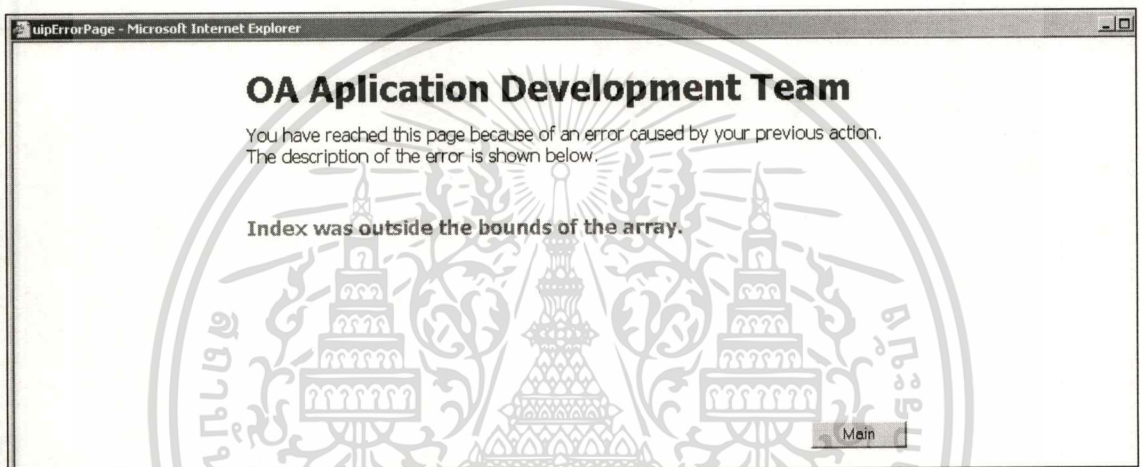 uipErrorPage - Microsoft Internet Explorer
OA Aplication Development Team
You have reached this page because of an error caused by your previous action.
The description of the error is shown below.
Index was outside the bounds of the array.
Main